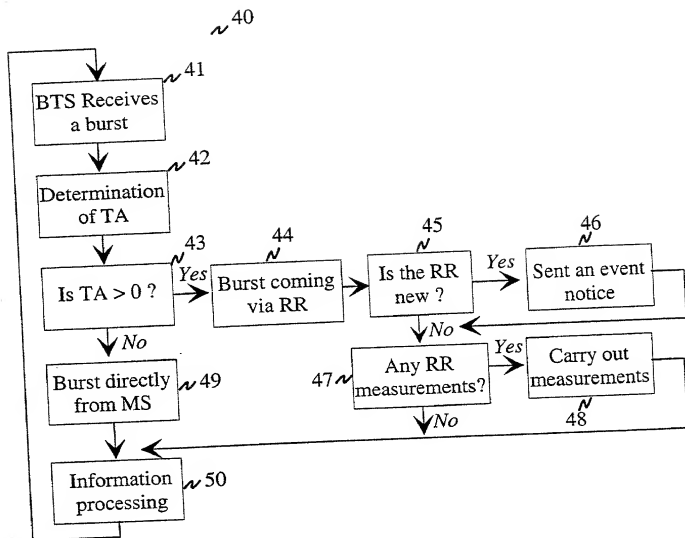 40
41
BTS Receives
a burst
42
Determination
of TA
43
Is TA > 0 ?
Yes
44
Burst coming
via RR
45
Is the RR
new ?
Yes
46
Sent an event
notice
No
No
47
Any RR
measurements?
Yes
Carry out
measurements
48
No
Burst directly
from MS
49
Information
processing
50